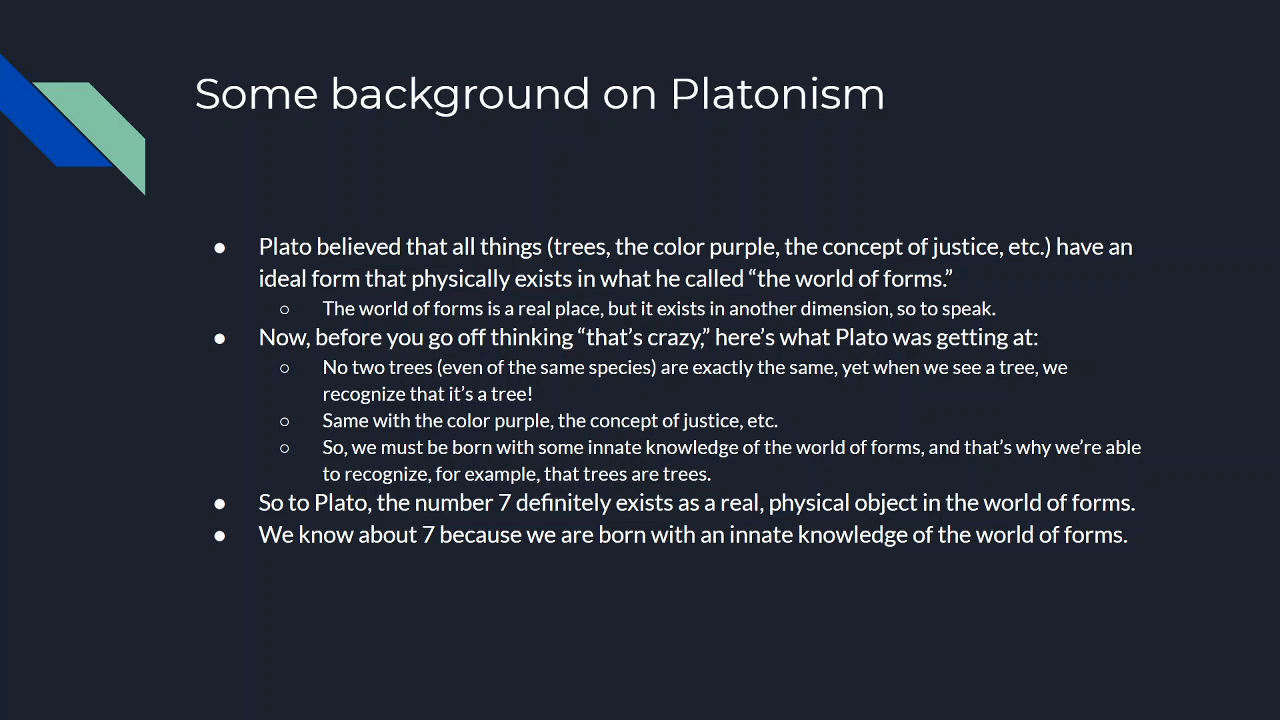 Some background on Platonism
● Plato believed that all things (trees, the color purple, the concept of justice, etc.) have an
ideal form that physically exists in what he called “the world of forms.”
○ The world of forms is a real place, but it exists in another dimension, so to speak.
● Now, before you go off thinking “that’s crazy,” here’s what Plato was getting at:
○ No two trees (even of the same species) are exactly the same, yet when we see a tree, we
recognize that it’s a tree!
○ Same with the color purple, the concept of justice, etc.
○ So, we must be born with some innate knowledge of the world of forms, and that’s why we’re able
to recognize, for example, that trees are trees.
● So to Plato, the number 7 definitely exists as a real, physical object in the world of forms.
● We know about 7 because we are born with an innate knowledge of the world of forms.